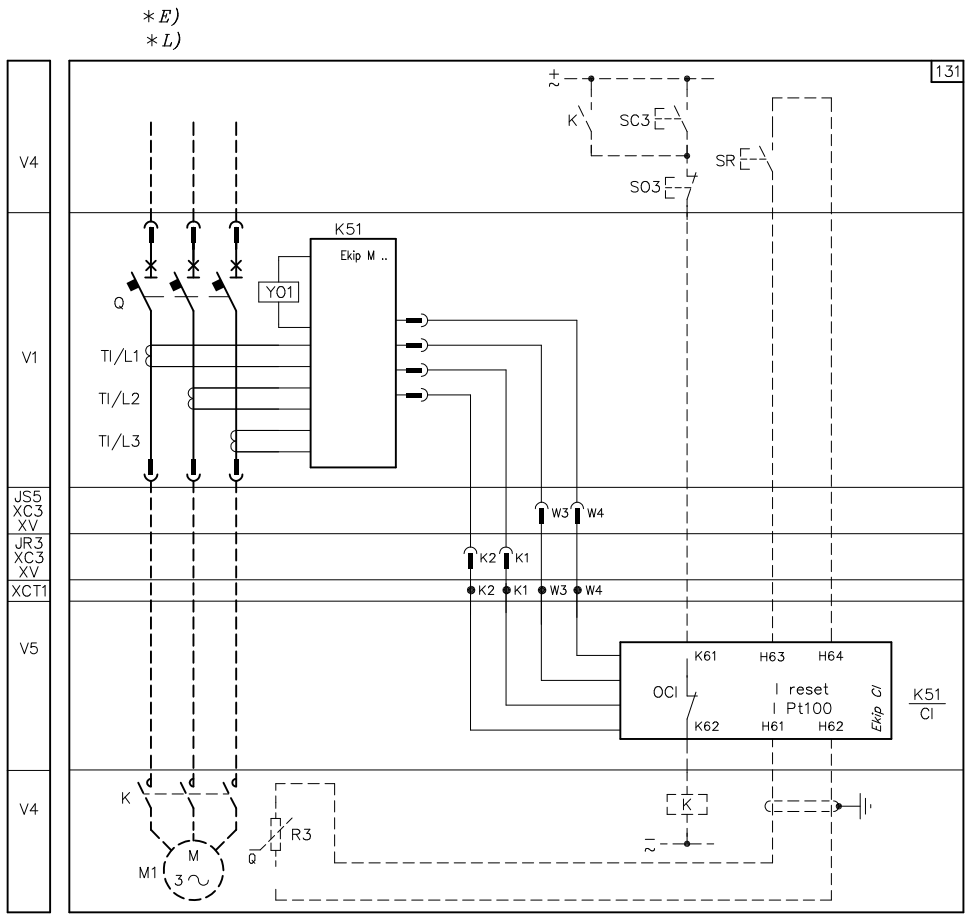 * E)
* L)
131
+
~
K
SC3
V4
SR
SO3
K51
Ekip M ..
YO1
Q
V1
TI/L1
TI/L2
TI/L3
JS5
XC3
XV
W3
W4
JR3
XC3
XV
K2
K1
XCT1
K2
K1
W3
W4
V5
K61
H63
H64
OCI
I reset
I Pt100
K62
H61
H62
Ekip CI
K51
CI
K
V4
K
R3
Q
−
~
M1
M
3 ~